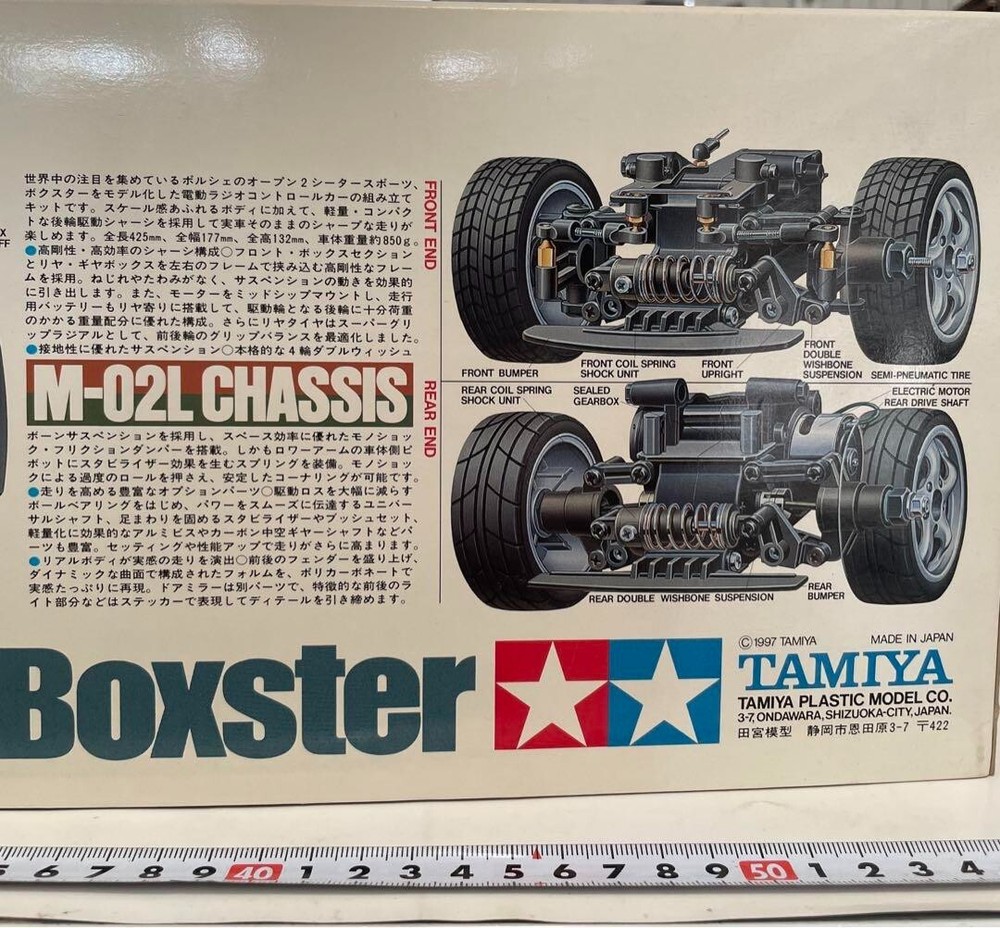 世界中の注目を集めているポルシェのオープン2シータースポーツ、
ボクスターをモデル化した電動ラジオコントロールカーの組み立て
キットです。スケール感あふれるボディに加えて、軽量・コンパク
トな後輪駆動シャーシを採用して実車そのままのシャープな走りが
楽しめます。全長425mm、全幅177mm、全高132mm、車体重量約850g。
●高剛性・高効率のシャーシ構成○フロント・ボックスセクション
とリヤ・ギヤボックスを左右のフレームで挟み込む高剛性なフレー
ムを採用。ねじれやたわみがなく、サスペンションの動きを効果的
に引き出します。また、モーターをミッドシップマウントし、走行
用バッテリーもリヤ寄りに搭載して、駆動輪となる後輪に十分荷重
のかかる重量配分に優れた構成。さらにリヤタイヤはスーパーグリ
ップラジアルとして、前後輪のグリップバランスを最適化しました。
●接地性に優れたサスペンション○本格的な4輪ダブルウィッシュ
M-02L CHASSIS
ボーンサスペンションを採用し、スペース効率に優れたモノショッ
ク・フリクションダンパーを搭載。しかもロワーアームの車体側ピ
ボットにスタビライザー効果を生むスプリングを装備。モノショッ
クによる過度のロールを押さえ、安定したコーナリングが可能です。
●走りを高める豊富なオプションパーツ○駆動ロスを大幅に減らす
ボールベアリングをはじめ、パワーをスムーズに伝達するユニバー
サルシャフト、足まわりを固めるスタビライザーやブッシュセット、
軽量化に効果的なアルミビスやカーボン中空ギヤーシャフトなどパ
ーツも豊富。セッティングや性能アップで走りがさらに高まります。
●リアルボディが実感の走りを演出○前後のフェンダーを盛り上げ、
ダイナミックな曲面で構成されたフォルムを、ポリカーボネートで
実感たっぷりに再現。ドアミラーは別パーツで、特徴的な前後のラ
イト部分などはステッカーで表現してディテールを引き締めます。
FRONT END
FRONT BUMPER
FRONT COIL SPRING
SHOCK UNIT
FRONT
UPRIGHT
FRONT
DOUBLE
WISHBONE
SUSPENSION
SEMI-PNEUMATIC TIRE
REAR END
REAR COIL SPRING
SHOCK UNIT
SEALED
GEARBOX
ELECTRIC MOTOR
REAR DRIVE SHAFT
REAR DOUBLE WISHBONE SUSPENSION
REAR
BUMPER
Boxster
©1997 TAMIYA MADE IN JAPAN
TAMIYA
TAMIYA PLASTIC MODEL CO.
3-7, ONDAWARA, SHIZUOKA-CITY, JAPAN.
田宮模型 静岡市恩田原3-7 〒422
6 7 8 9 40 1 2 3 4 5 6 7 8 9 50 1 2 3 4